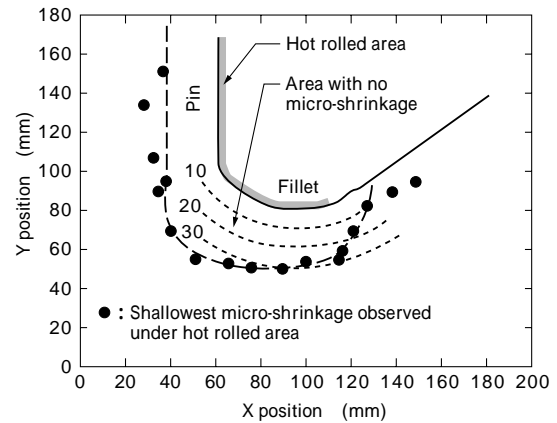 180
160
140
120
100
80
60
40
20
0
Y position (mm)
Hot rolled area
Pin
Area with no
micro-shrinkage
10
Fillet
20
30
● : Shallowest micro-shrinkage observed
under hot rolled area
0 20 40 60 80 100 120 140 160 180 200
X position (mm)